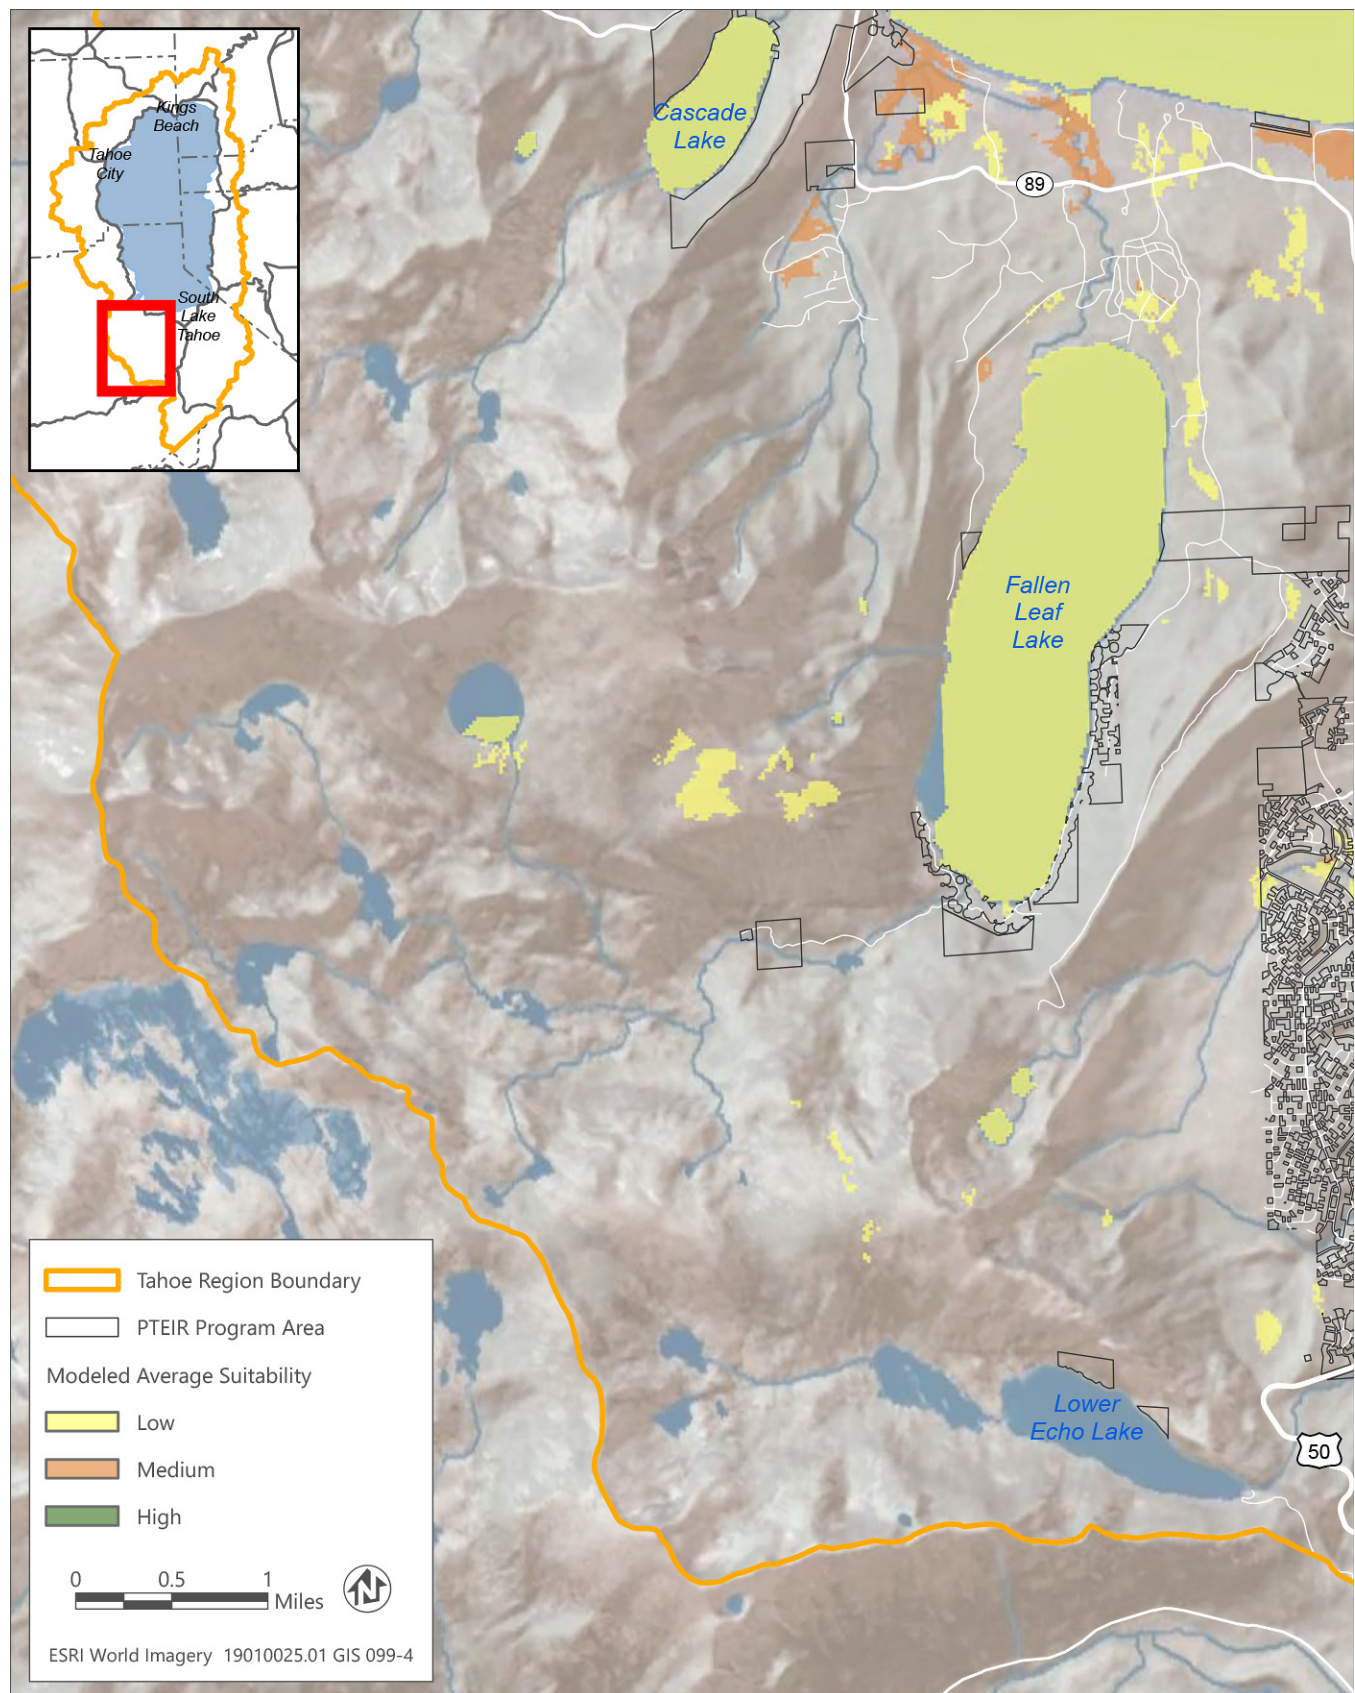 Kings
Beach
Tahoe
City
South
Lake
Tahoe
Cascade
Lake
89
Fallen
Leaf
Lake
Lower
Echo Lake
50
Tahoe Region Boundary
PTEIR Program Area
Modeled Average Suitability
Low
Medium
High
0 0.5 1
Miles
N
ESRI World Imagery 19010025.01 GIS 099-4